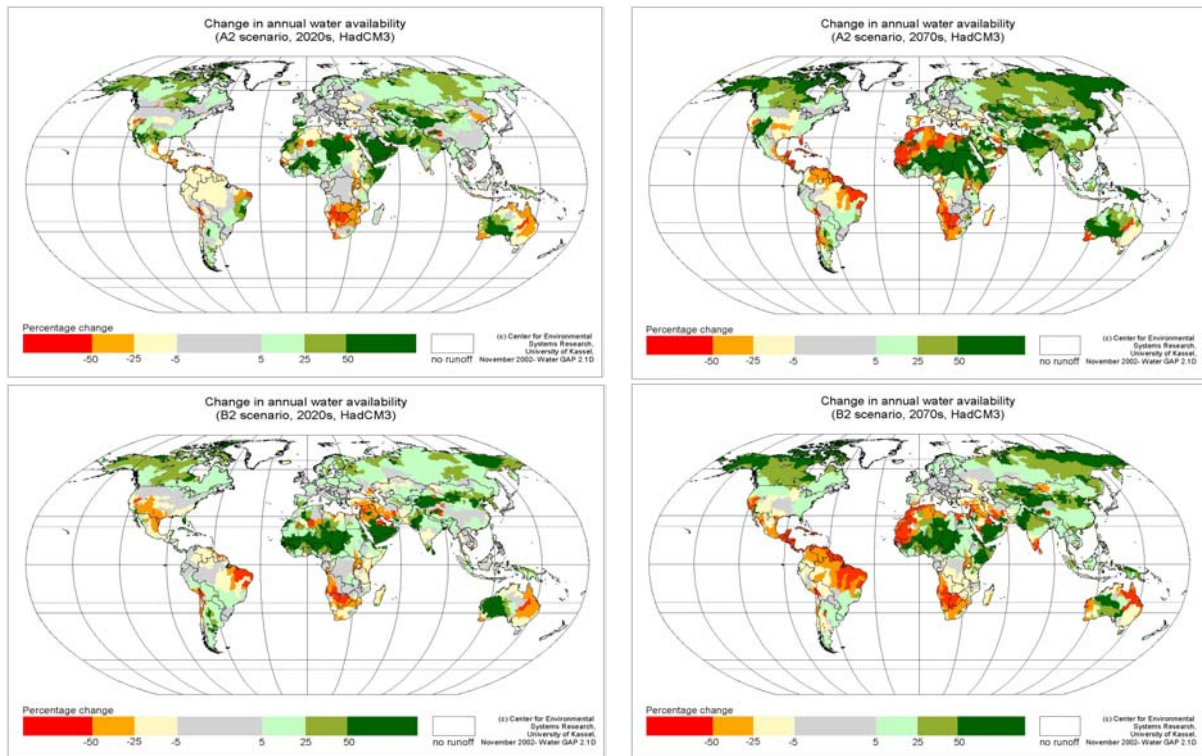 Change in annual water availability
(A2 scenario, 2020s, HadCM3)
Percentage change
-50 -25 -5 5 25 50
no runoff
(c) Center for Environmental
Systems Research,
University of Kassel,
November 2002- Water GAP 2.1D
Change in annual water availability
(A2 scenario, 2070s, HadCM3)
Percentage change
-50 -25 -5 5 25 50
no runoff
(c) Center for Environmental
Systems Research,
University of Kassel,
November 2002- Water GAP 2.1D
Change in annual water availability
(B2 scenario, 2020s, HadCM3)
Percentage change
-50 -25 -5 5 25 50
no runoff
(c) Center for Environmental
Systems Research,
University of Kassel,
November 2002- Water GAP 2.1D
Change in annual water availability
(B2 scenario, 2070s, HadCM3)
Percentage change
-50 -25 -5 5 25 50
no runoff
(c) Center for Environmental
Systems Research,
University of Kassel,
November 2002- Water GAP 2.1D